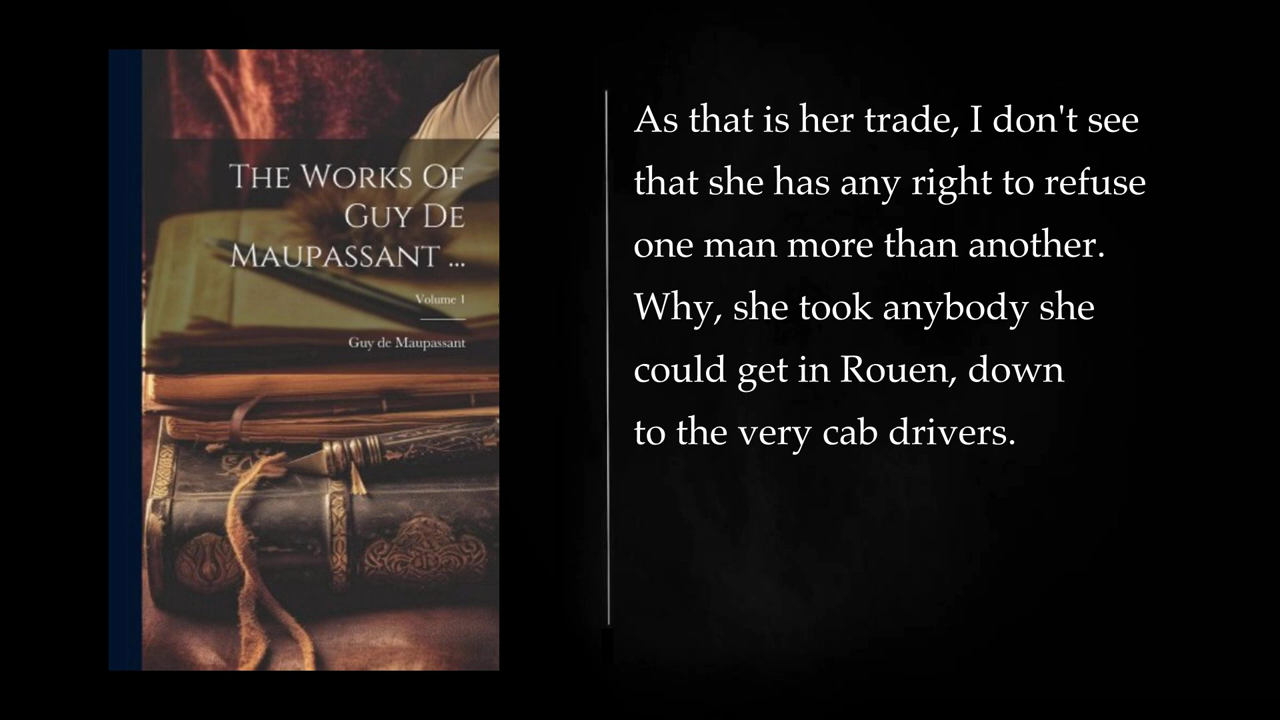 The Works Of
Guy De
Maupassant ...
Volume 1
Guy de Maupassant
As that is her trade, I don't see
that she has any right to refuse
one man more than another.
Why, she took anybody she
could get in Rouen, down
to the very cab drivers.